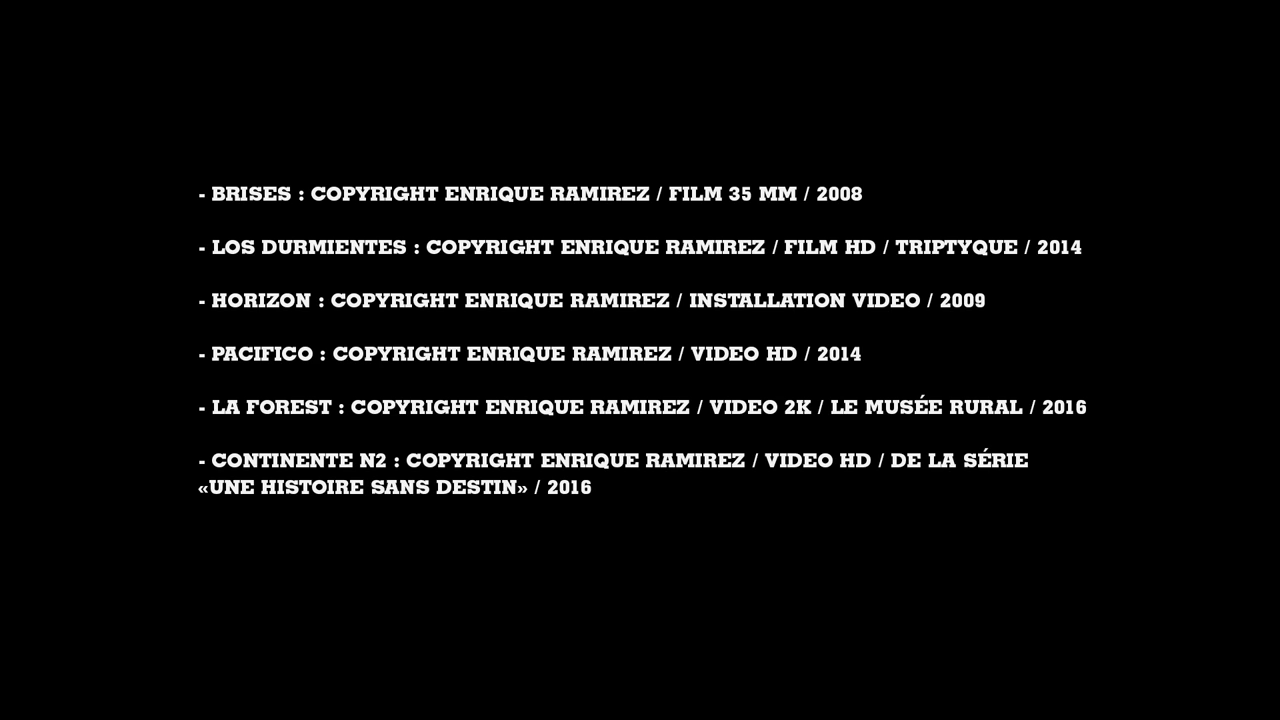 - BRISES : COPYRIGHT ENRIQUE RAMIREZ / FILM 35 MM / 2008
- LOS DURMIENTES : COPYRIGHT ENRIQUE RAMIREZ / FILM HD / TRIPTYQUE / 2014
- HORIZON : COPYRIGHT ENRIQUE RAMIREZ / INSTALLATION VIDEO / 2009
- PACIFICO : COPYRIGHT ENRIQUE RAMIREZ / VIDEO HD / 2014
- LA FOREST : COPYRIGHT ENRIQUE RAMIREZ / VIDEO 2K / LE MUSÉE RURAL / 2016
- CONTINENTE N2 : COPYRIGHT ENRIQUE RAMIREZ / VIDEO HD / DE LA SÉRIE
«UNE HISTOIRE SANS DESTIN» / 2016